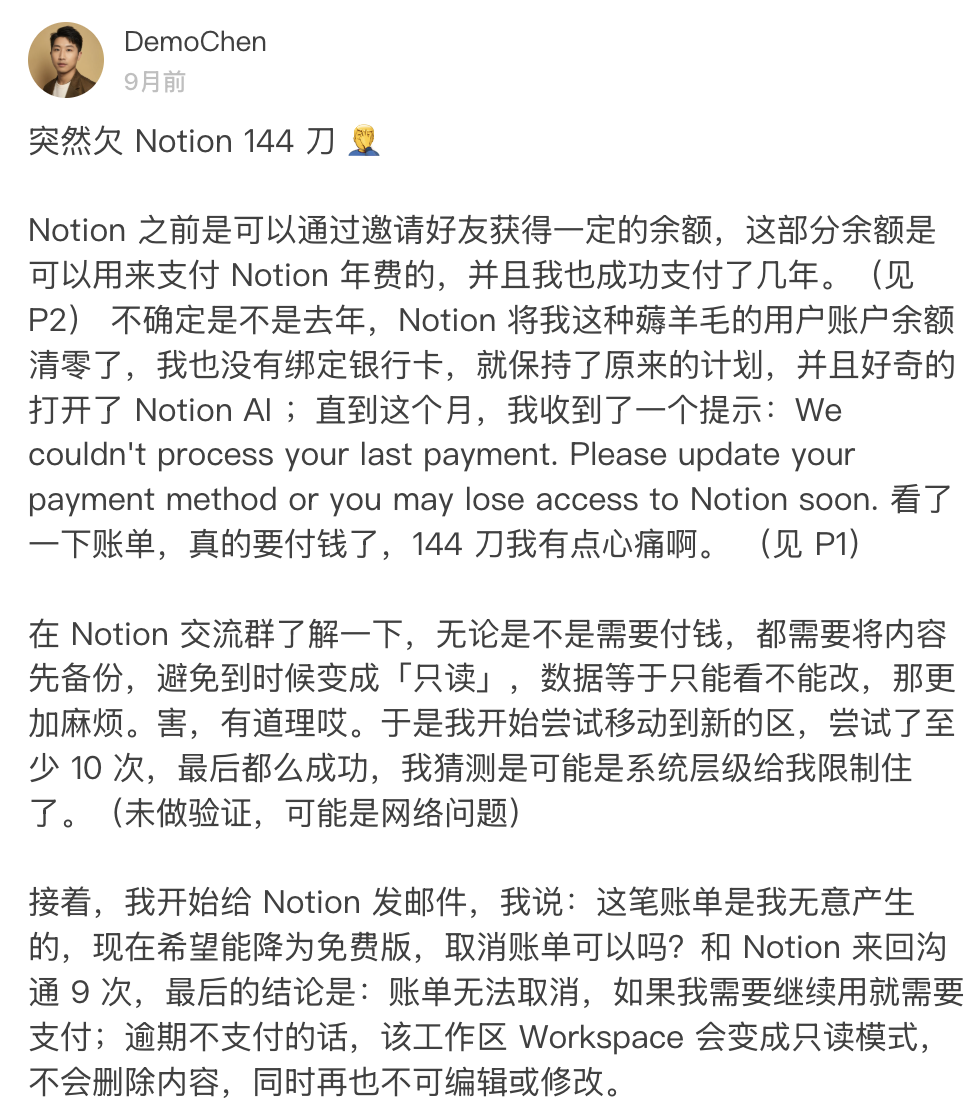 DemoChen
9月前
突然欠 Notion 144 刀 🤦‍♂️
Notion 之前是可以通过邀请好友获得一定的余额，这部分余额是
可以用来支付 Notion 年费的，并且我也成功支付了几年。（见
P2） 不确定是不是去年，Notion 将我这种薅羊毛的用户账户余额
清零了，我也没有绑定银行卡，就保持了原来的计划，并且好奇的
打开了 Notion AI ；直到这个月，我收到了一个提示：We
couldn't process your last payment. Please update your
payment method or you may lose access to Notion soon. 看了
一下账单，真的要付钱了，144 刀我有点心痛啊。 （见 P1）
在 Notion 交流群了解一下，无论是不是需要付钱，都需要将内容
先备份，避免到时候变成「只读」，数据等于只能看不能改，那更
加麻烦。害，有道理哎。于是我开始尝试移动到新的区，尝试了至
少 10 次，最后都么成功，我猜测是可能是系统层级给我限制住
了。（未做验证，可能是网络问题）
接着，我开始给 Notion 发邮件，我说：这笔账单是我无意产生
的，现在希望能降为免费版，取消账单可以吗？和 Notion 来回沟
通 9 次，最后的结论是：账单无法取消，如果我需要继续用就需要
支付；逾期不支付的话，该工作区 Workspace 会变成只读模式，
不会删除内容，同时再也不可编辑或修改。